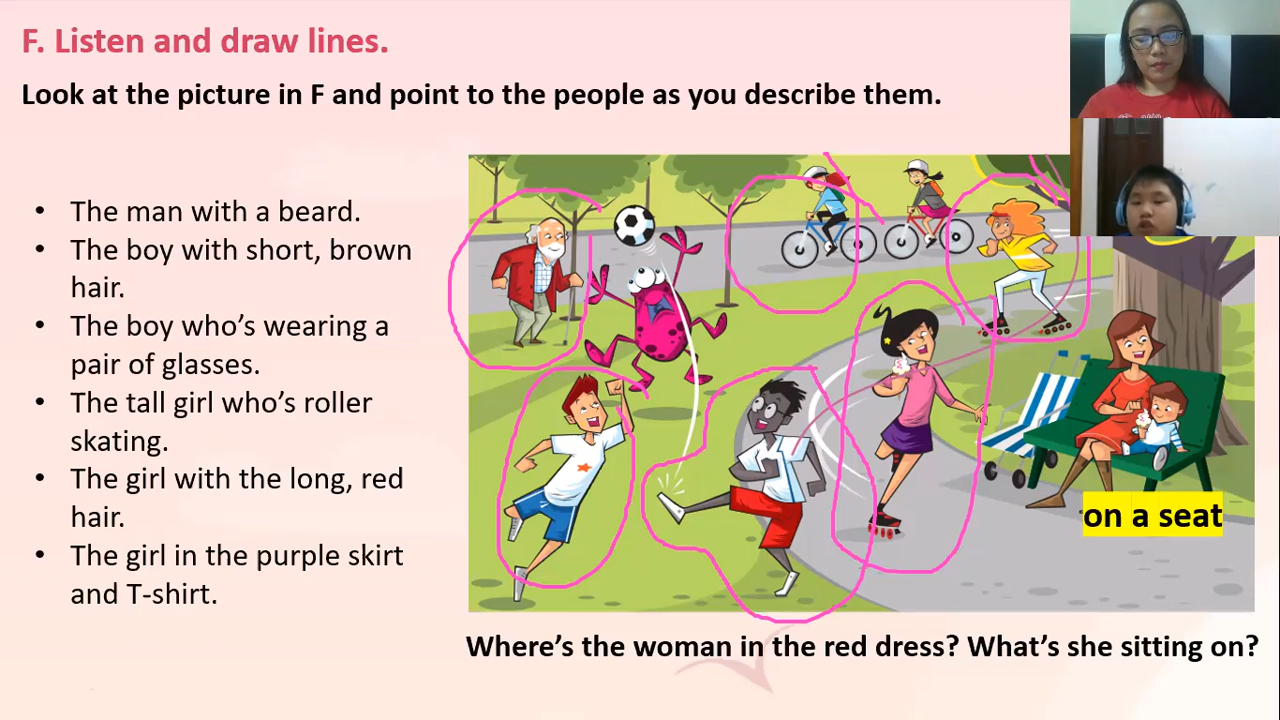 F. Listen and draw lines.
Look at the picture in F and point to the people as you describe them.
• The man with a beard.
• The boy with short, brown
hair.
• The boy who's wearing a
pair of glasses.
• The tall girl who's roller
skating.
• The girl with the long, red
hair.
• The girl in the purple skirt
and T-shirt.
on a seat
Where's the woman in the red dress? What's she sitting on?